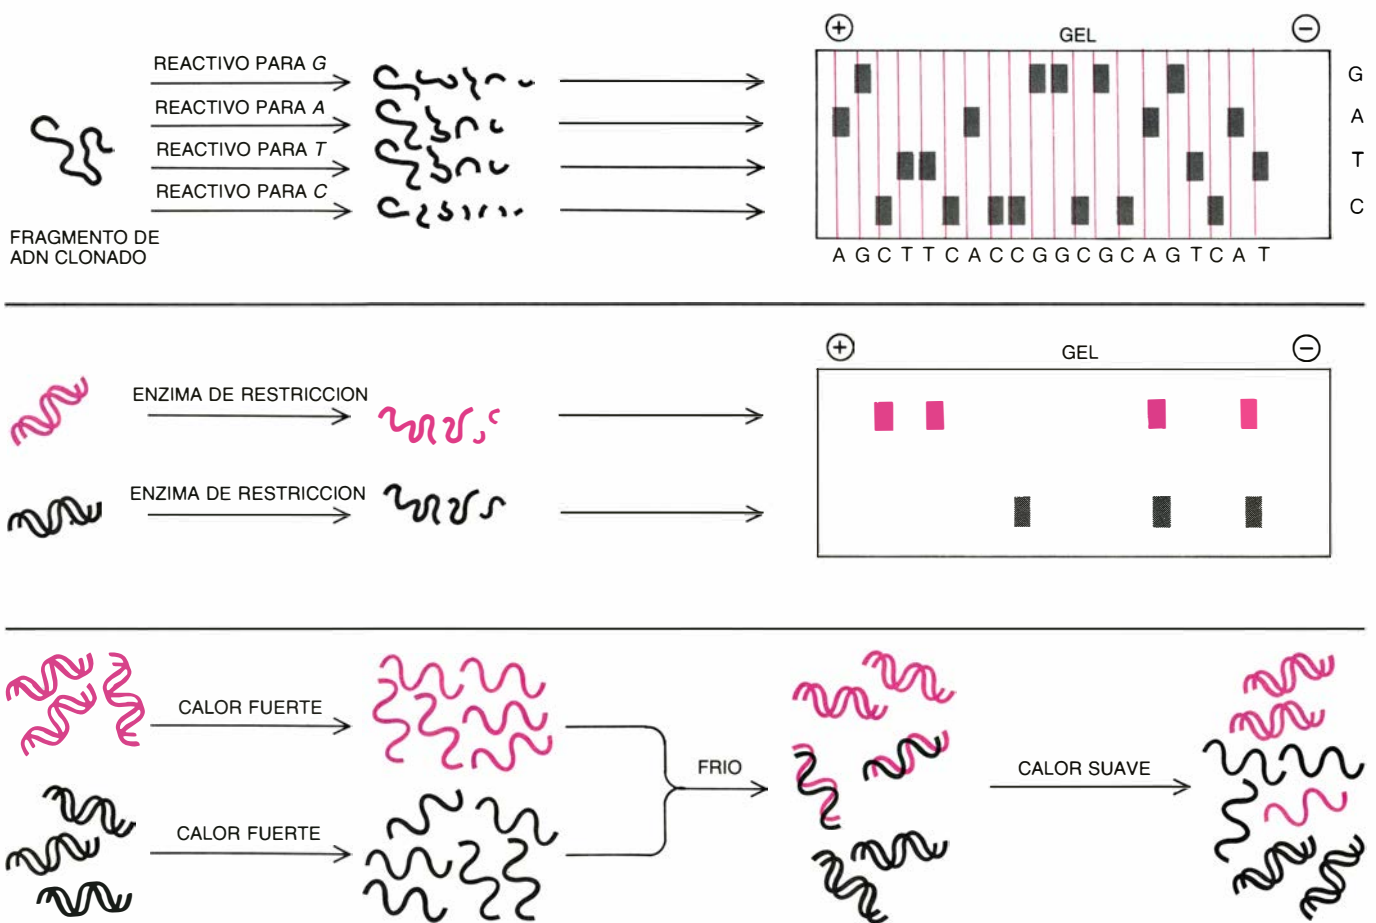 ⊕ GEL ⊖
REACTIVO PARA G
REACTIVO PARA A
REACTIVO PARA T
REACTIVO PARA C
FRAGMENTO DE
ADN CLONADO
G
A
T
C
A G C T T C A C C G G C G C A G T C A T
⊕ GEL ⊖
ENZIMA DE RESTRICCION
ENZIMA DE RESTRICCION
CALOR FUERTE
CALOR FUERTE
FRIO
CALOR SUAVE